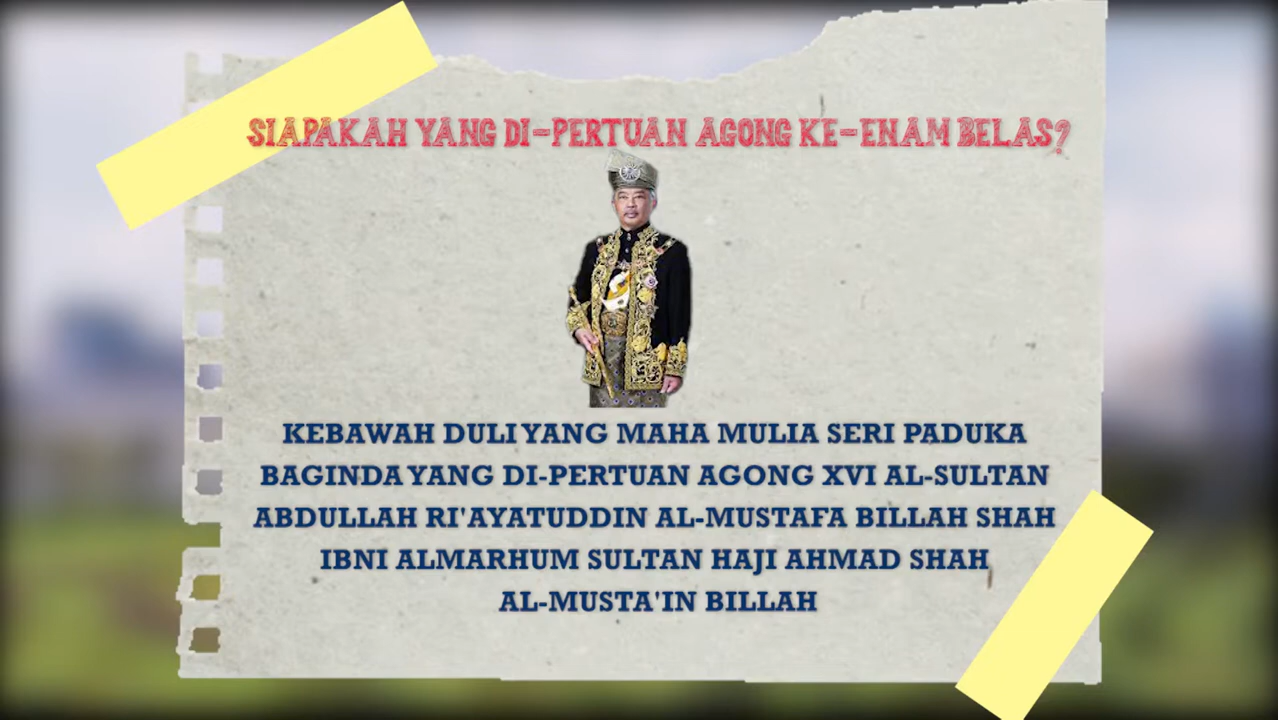 SIAPAKAH YANG DI-PERTUAN AGONG KE-ENAM BELAS?
KEBAWAH DULI YANG MAHA MULIA SERI PADUKA
BAGINDA YANG DI-PERTUAN AGONG XVI AL-SULTAN
ABDULLAH RI'AYATUDDIN AL-MUSTAFA BILLAH SHAH
IBNI ALMARHUM SULTAN HAJI AHMAD SHAH
AL-MUSTA'IN BILLAH